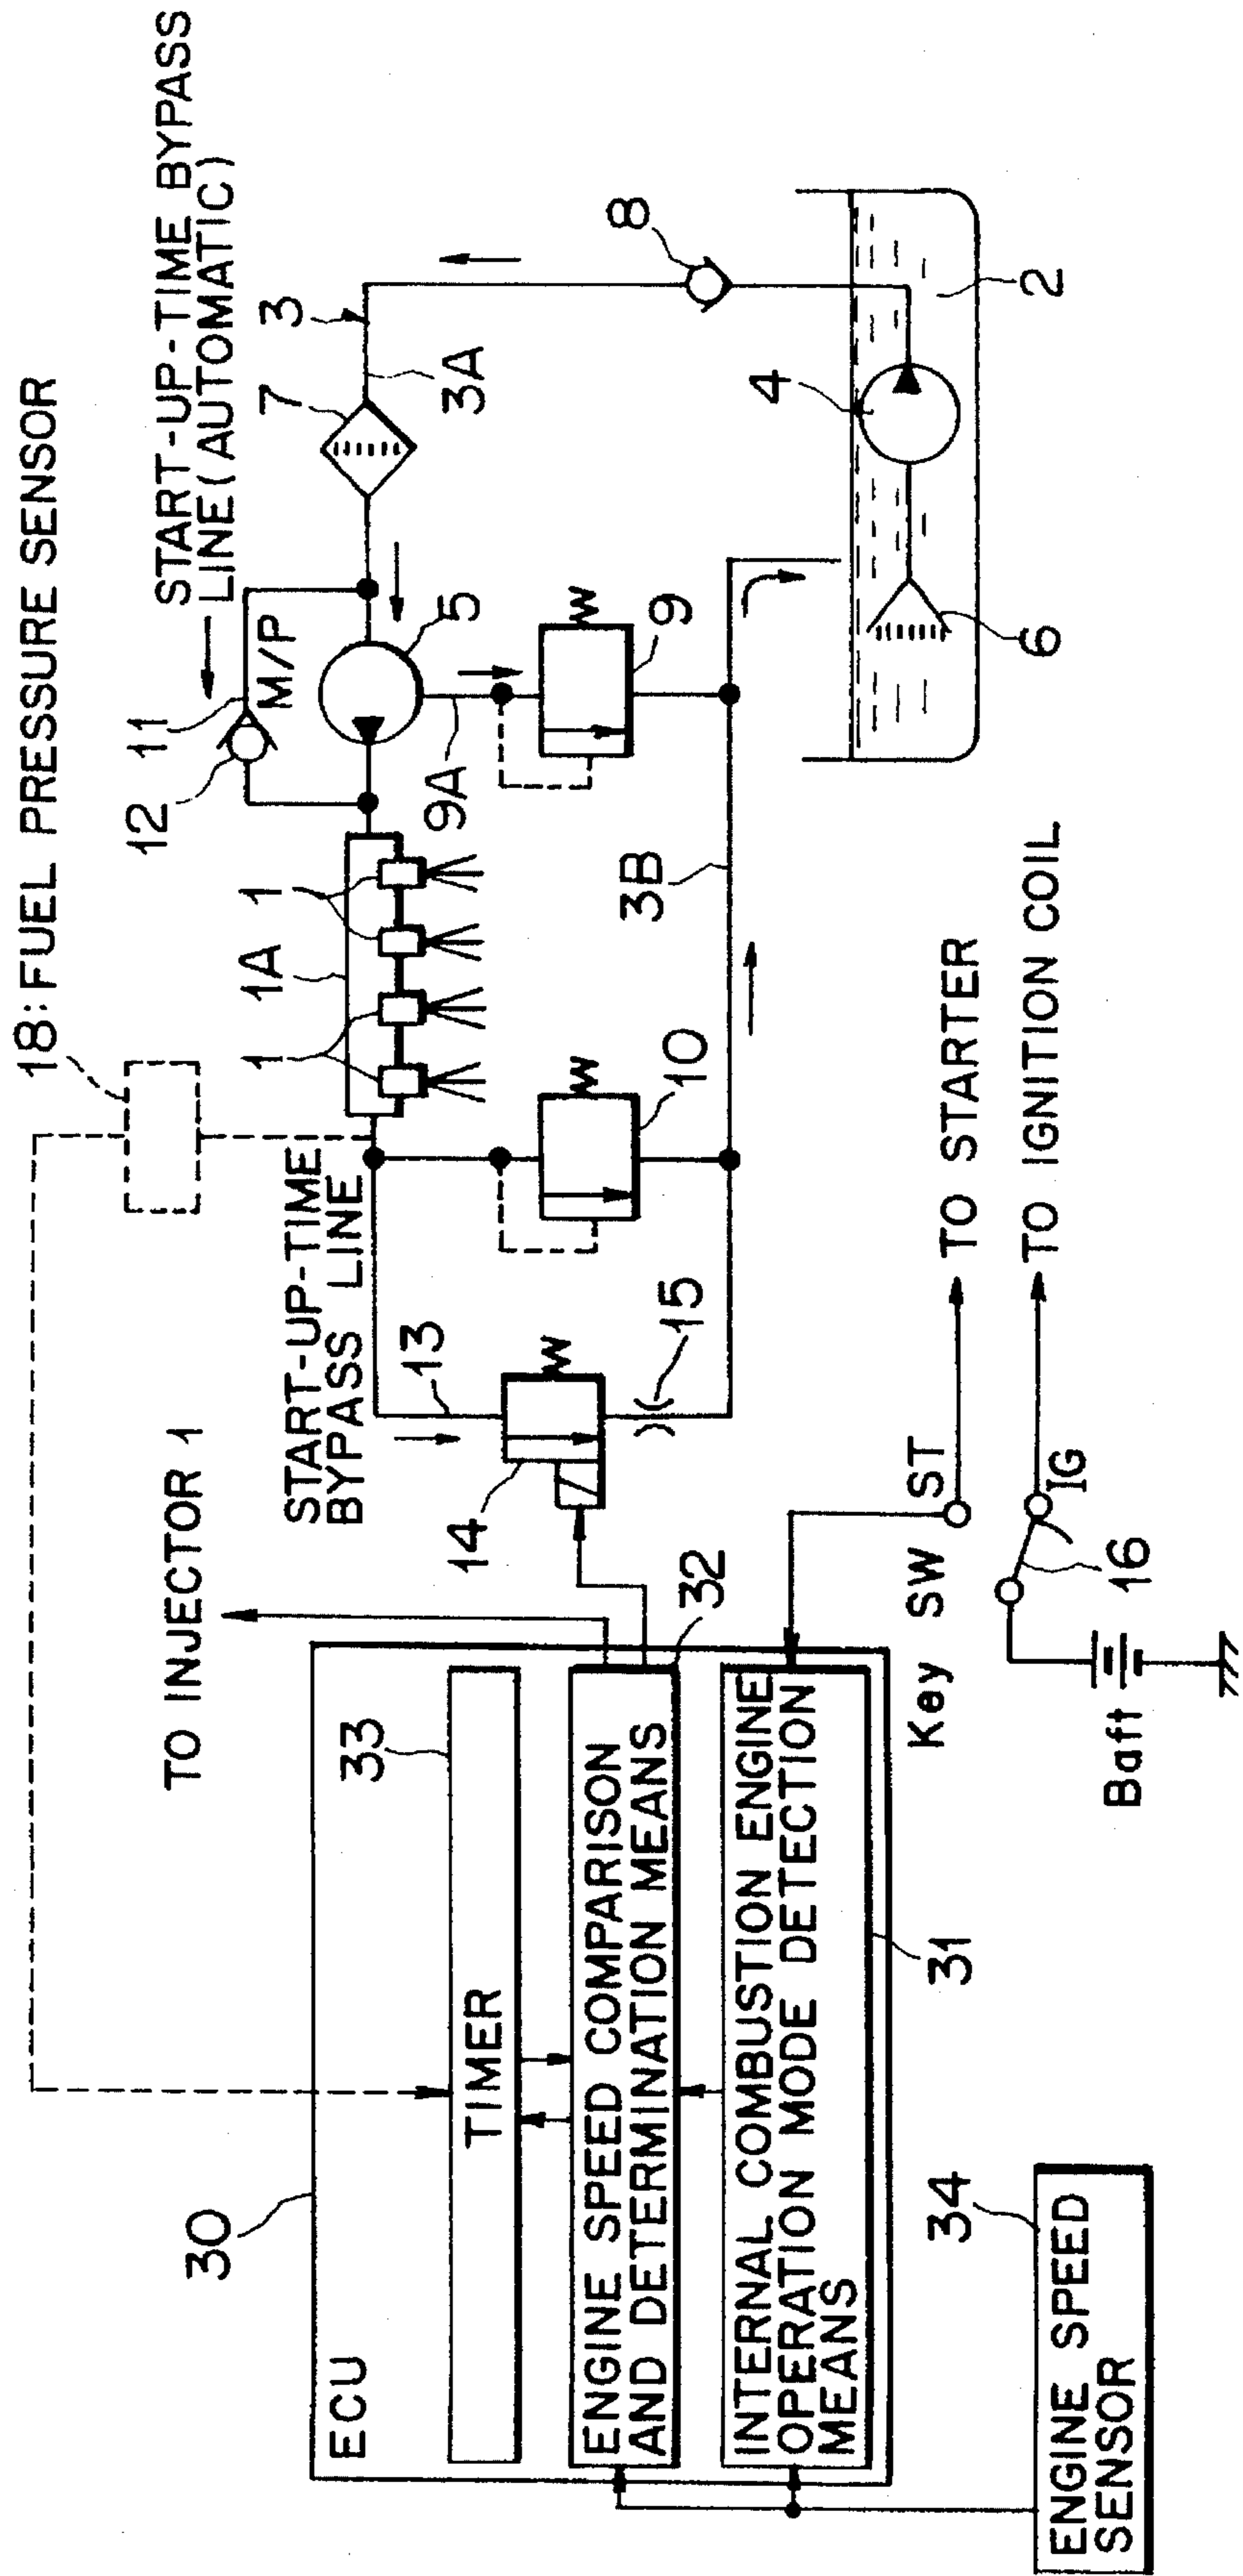 18: FUEL PRESSURE SENSOR
START-UP-TIME BYPASS
LINE(AUTOMATIC)
TO INJECTOR 1
START-UP-TIME
BYPASS LINE
12
11
M/P
7
3
3A
8
1
1A
1
5
9A
9
10
3B
4
6
2
13
14
15
30
ECU
33
TIMER
32
ENGINE SPEED COMPARISON
AND DETERMINATION MEANS
INTERNAL COMBUSTION ENGINE
OPERATION MODE DETECTION
MEANS
31
34
ENGINE SPEED
SENSOR
Key SW
ST
TO STARTER
IG
TO IGNITION COIL
16
Baft